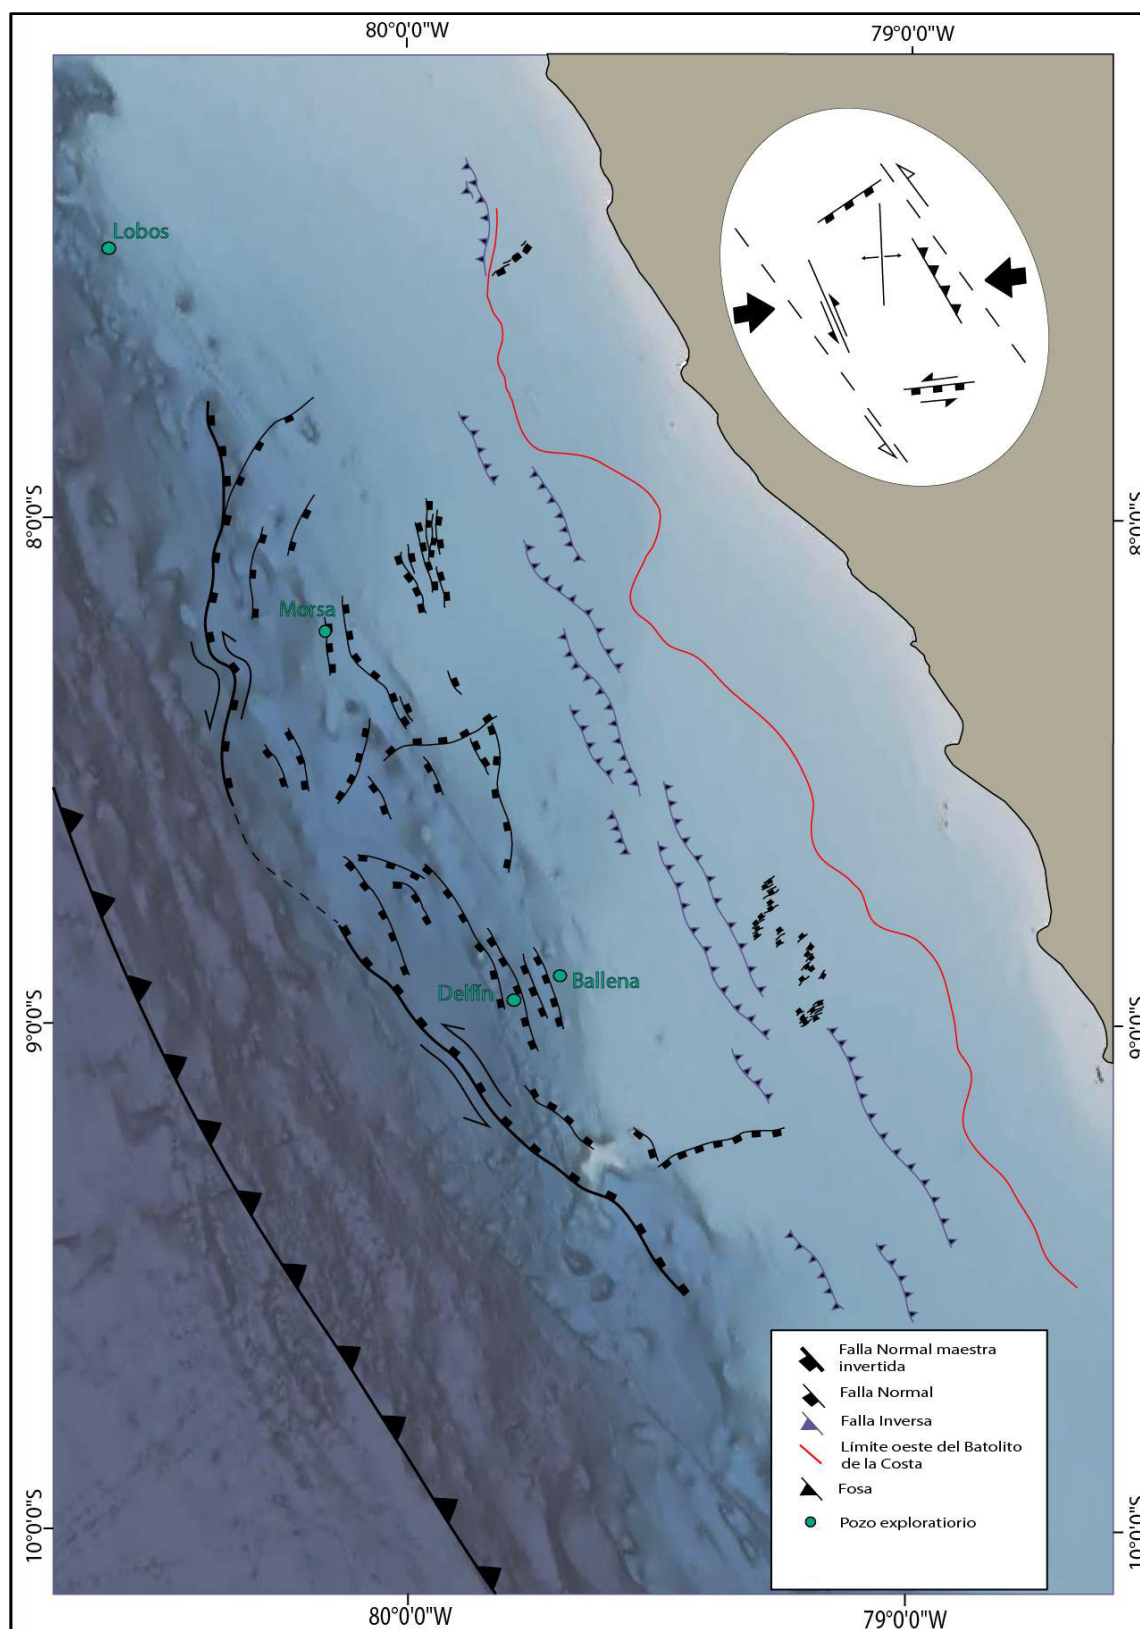 80°0'0"W
79°0'0"W
Lobos
8°0'0"S
8°0'0"S
Morsa
Ballena
Delfín
9°0'0"S
9°0'0"S
Falla Normal maestra
invertida
Falla Normal
Falla Inversa
Límite oeste del Batolito
de la Costa
Fosa
Pozo exploratiorio
10°0'0"S
10°0'0"S
80°0'0"W
79°0'0"W